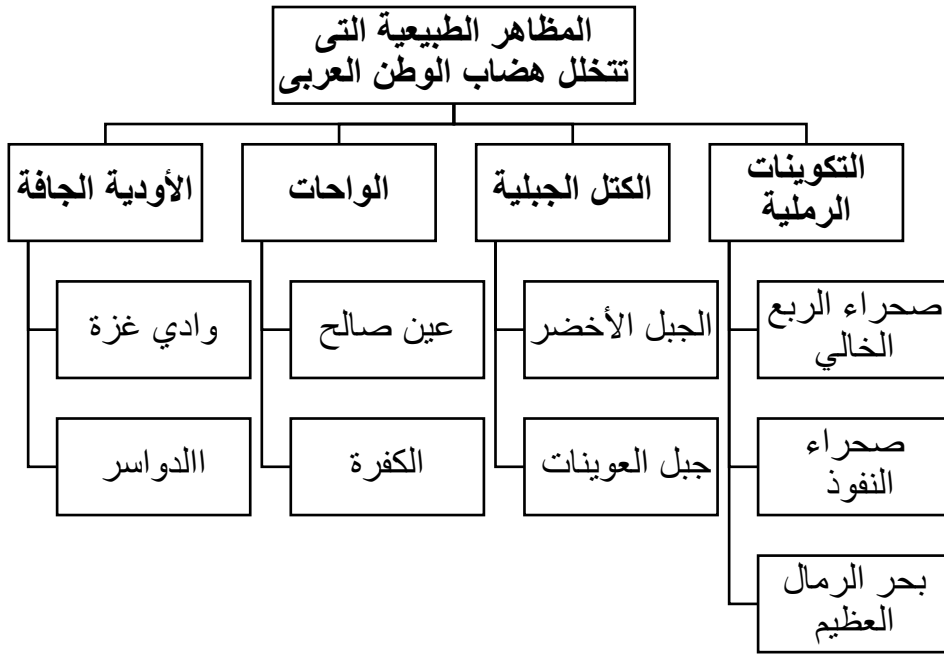 المظاهر الطبيعية التى
تتخلل هضاب الوطن العربى
التكوينات
الرملية
الكتل الجبلية
الواحات
الأودية الجافة
صحراء الربع
الخالي
الجبل الأخضر
عين صالح
وادي غزة
صحراء
النفوذ
جبل العوينات
الكفرة
االدواسر
بحر الرمال
العظيم